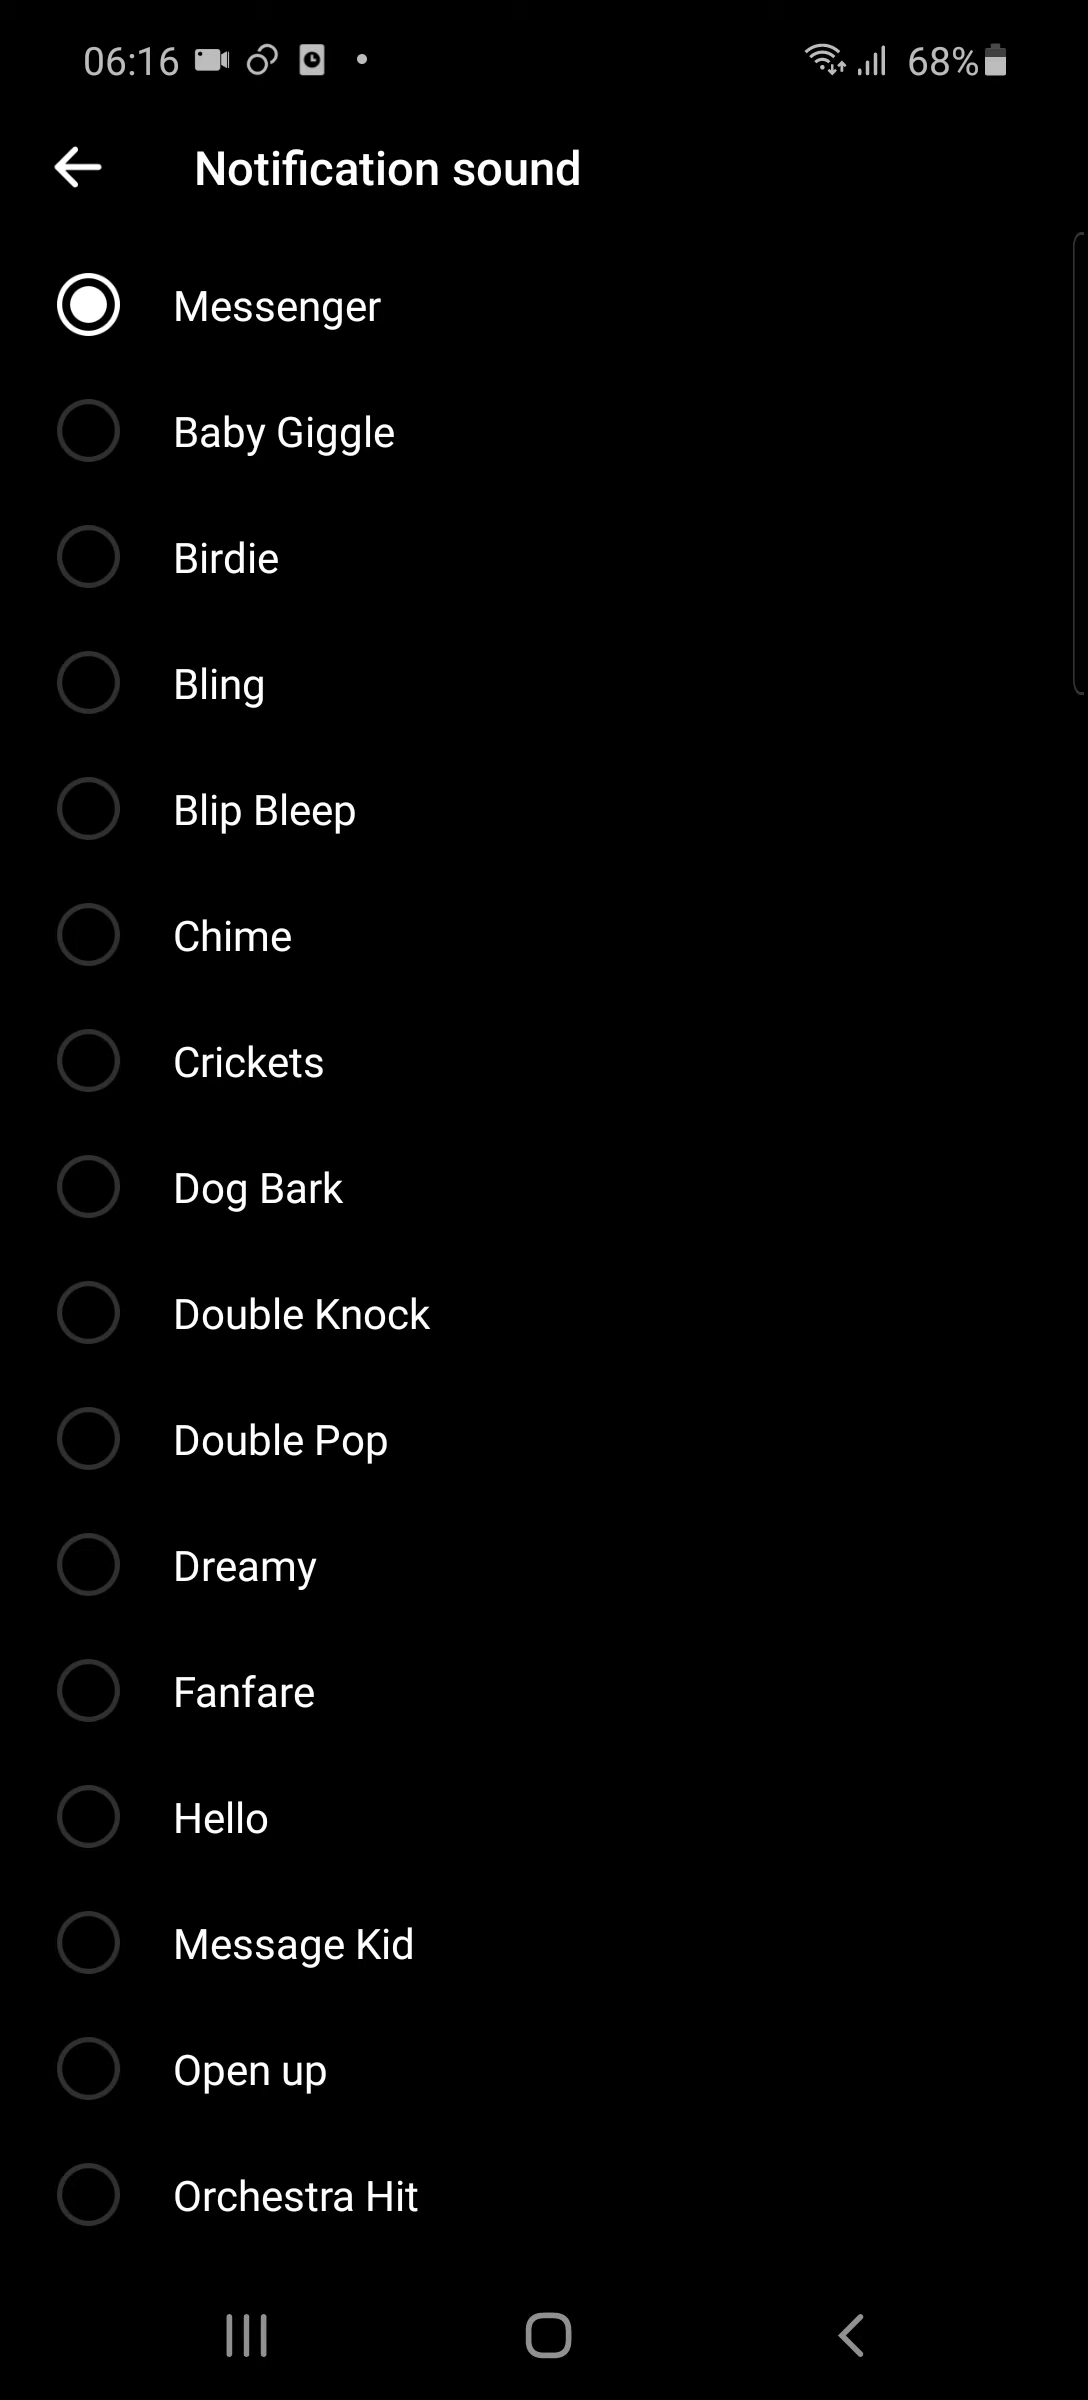 06:16
68%
Notification sound
Messenger
Baby Giggle
Birdie
Bling
Blip Bleep
Chime
Crickets
Dog Bark
Double Knock
Double Pop
Dreamy
Fanfare
Hello
Message Kid
Open up
Orchestra Hit